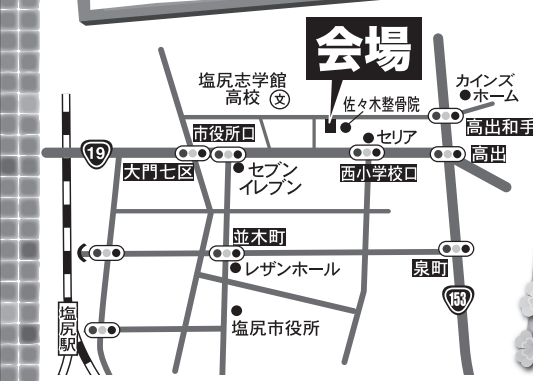 会場
塩尻志学館
高校
文
佐々木整骨院
カインズ
ホーム
市役所口
セリア
高出和手
19
大門七区
セブン
イレブン
西小学校口
高出
並木町
レザンホール
泉町
153
塩尻駅
塩尻市役所